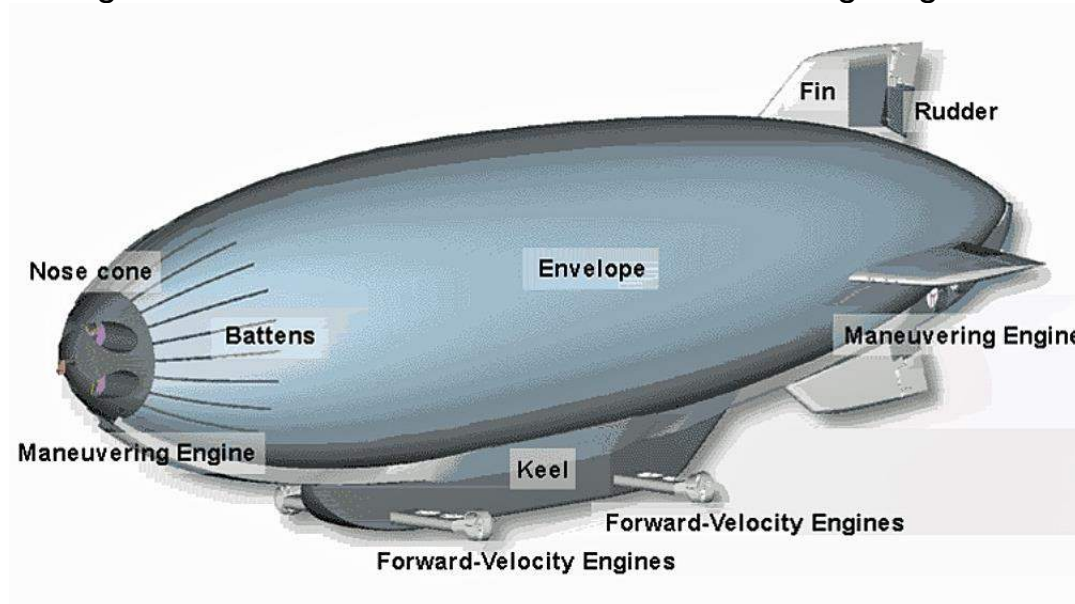 Fin
Rudder
Nose cone
Envelope
Battens
Maneuvering Engine
Maneuvering Engine
Keel
Forward-Velocity Engines
Forward-Velocity Engines